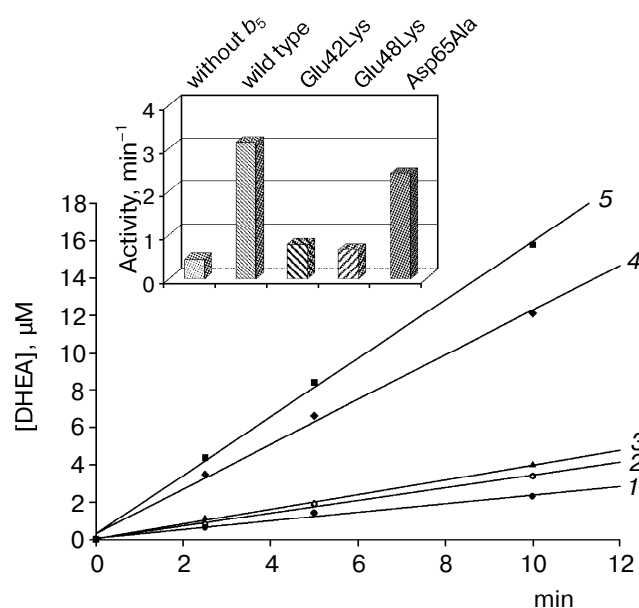 without b5
wild type
Glu42Lys
Glu48Lys
Asp65Ala
Activity, min−1
4
3
2
1
0
[DHEA], µM
18
16
14
12
10
8
6
4
2
0
5
4
3
2
1
0 2 4 6 8 10 12
min